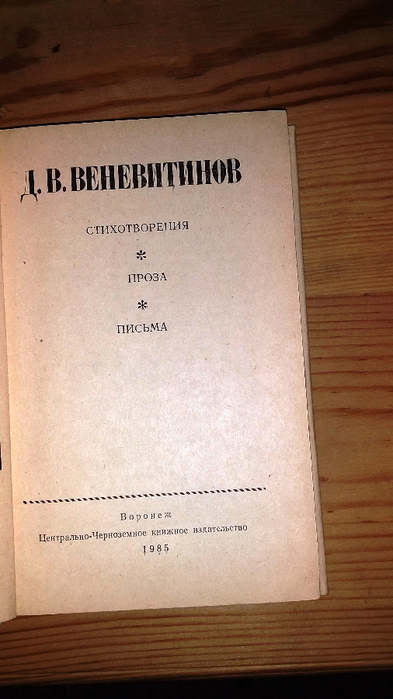 Д. В. ВЕНЕВИТИНОВ
СТИХОТВОРЕНИЯ
*
ПРОЗА
*
ПИСЬМА
Воронеж
Центрально-Черноземное книжное издательство
1985